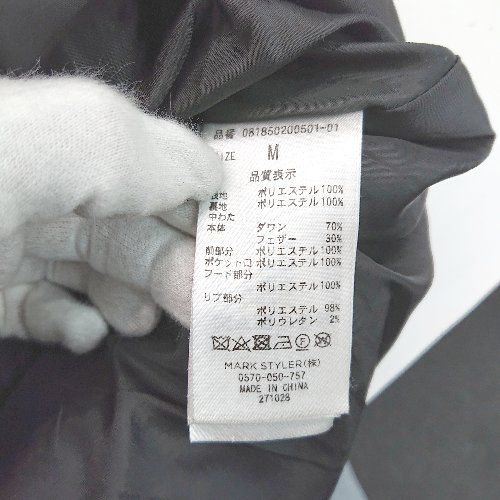 品番 081850200501-01
SIZE M
品質表示
表地 ポリエステル100%
裏地 ポリエステル100%
中わた
本体 ダウン 70%
フェザー 30%
前部分 ポリエステル100%
ポケット口 ポリエステル100%
フード部分
ポリエステル100%
リブ部分
ポリエステル 98%
ポリウレタン 2%
MARK STYLER(株)
0570-050-757
MADE IN CHINA
271028